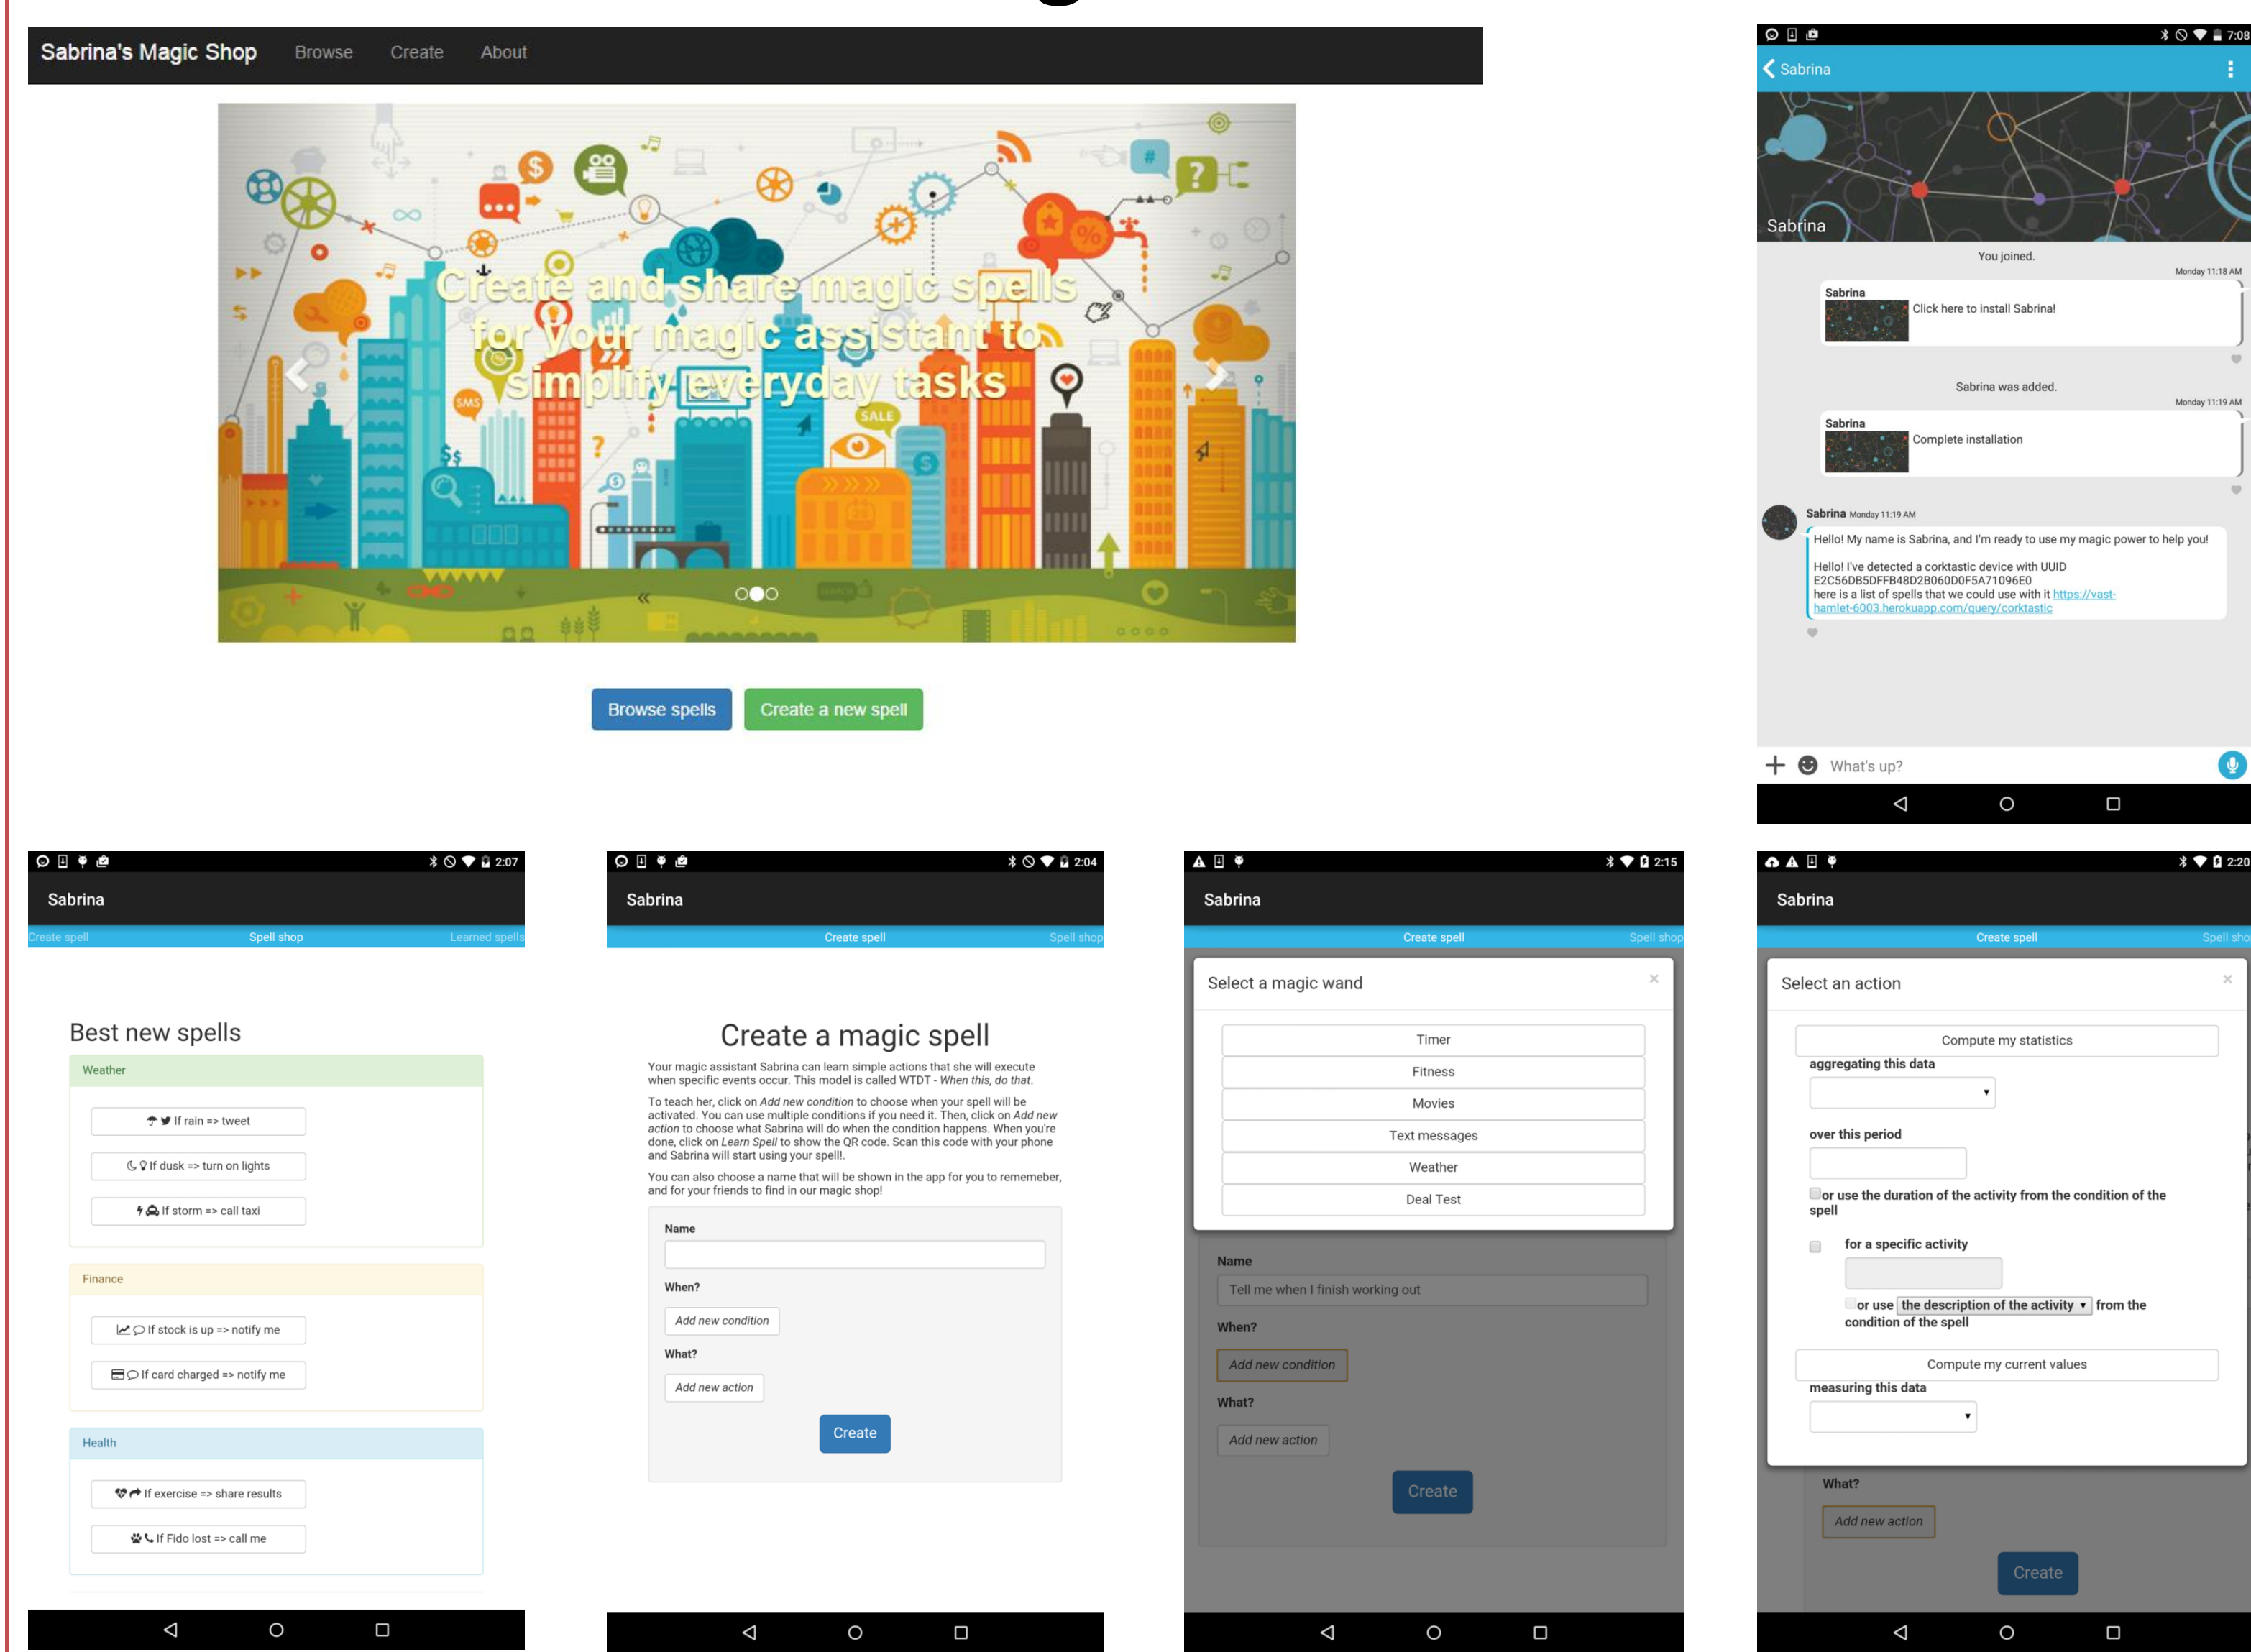 Sabrina's Magic Shop Browse Create About
Create and share magic spells
for your magic assistant to
simplify everyday tasks
SMS
SALE
Browse spells Create a new spell
7:08
Sabrina
Sabrina
You joined.
Monday 11:18 AM
Sabrina
Click here to install Sabrina!
Sabrina was added.
Monday 11:19 AM
Sabrina
Complete installation
Sabrina Monday 11:19 AM
Hello! My name is Sabrina, and I'm ready to use my magic power to help you!
Hello! I've detected a corktastic device with UUID
E2C56DB5DFFB48D2B060D0F5A71096E0
here is a list of spells that we could use with it https://vast-
hamlet-6003.herokuapp.com/query/corktastic
What's up?
2:07
Sabrina
Create spell Spell shop Learned spells
Best new spells
Weather
If rain => tweet
If dusk => turn on lights
If storm => call taxi
Finance
If stock is up => notify me
If card charged => notify me
Health
If exercise => share results
If Fido lost => call me
2:04
Sabrina
Create spell Spell shop
Create a magic spell
Your magic assistant Sabrina can learn simple actions that she will execute
when specific events occur. This model is called WTDT - When this, do that.
To teach her, click on Add new condition to choose when your spell will be
activated. You can use multiple conditions if you need it. Then, click on Add new
action to choose what Sabrina will do when the condition happens. When you're
done, click on Learn Spell to show the QR code. Scan this code with your phone
and Sabrina will start using your spell!.
You can also choose a name that will be shown in the app for you to rememeber,
and for your friends to find in our magic shop!
Name
When?
Add new condition
What?
Add new action
Create
2:15
Sabrina
Create spell Spell shop
Select a magic wand ×
Timer
Fitness
Movies
Text messages
Weather
Deal Test
Name
Tell me when I finish working out
When?
Add new condition
What?
Add new action
Create
2:20
Sabrina
Create spell Spell sho
Select an action ×
Compute my statistics
aggregating this data
over this period
or use the duration of the activity from the condition of the
spell
for a specific activity
or use the description of the activity from the
condition of the spell
Compute my current values
measuring this data
What?
Add new action
Create